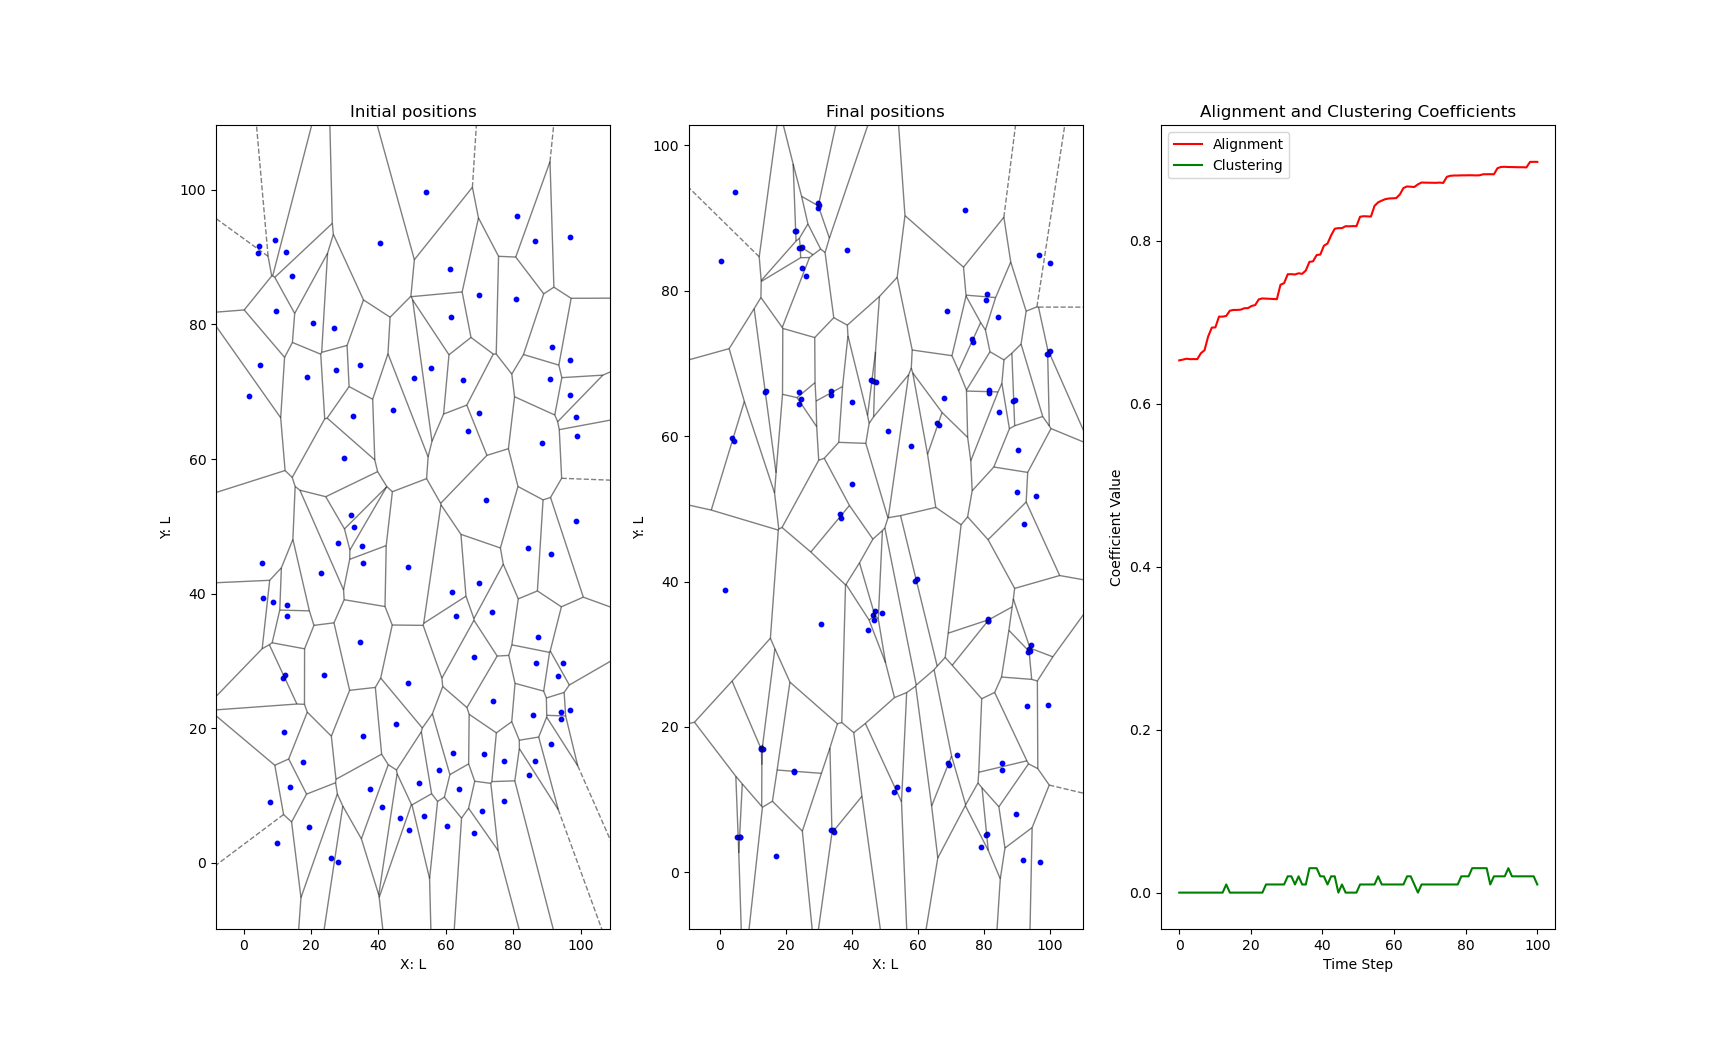 Initial positions
100
80
60
40
20
0
Y: L
0 20 40 60 80 100
X: L
Final positions
100
80
60
40
20
0
Y: L
0 20 40 60 80 100
X: L
Alignment and Clustering Coefficients
Alignment
Clustering
0.8
0.6
0.4
0.2
0.0
Coefficient Value
0 20 40 60 80 100
Time Step